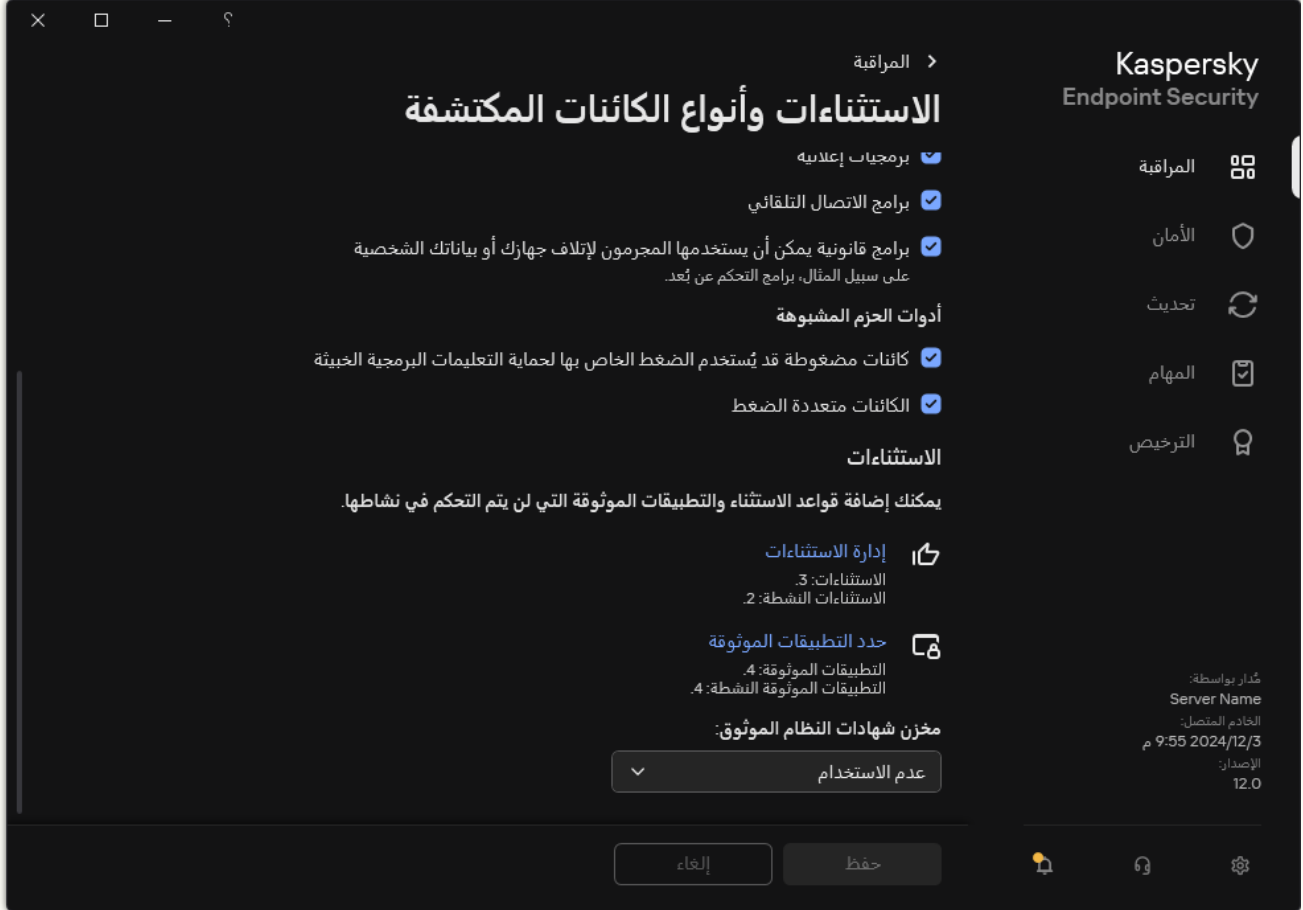 ؟
Kaspersky
Endpoint Security
المراقبة
الأمان
تحديث
المهام
الترخيص
مُدار بواسطة:
Server Name
الخادم المتصل:
2024/12/3 9:55 م
الإصدار:
12.0
المراقبة
الاستثناءات وأنواع الكائنات المكتشفة
برمجيات إعلانية
برامج الاتصال التلقائي
برامج قانونية يمكن أن يستخدمها المجرمون لإتلاف جهازك أو بياناتك الشخصية
على سبيل المثال، برامج التحكم عن بُعد.
أدوات الحزم المشبوهة
كائنات مضغوطة قد يُستخدم الضغط الخاص بها لحماية التعليمات البرمجية الخبيثة
الكائنات متعددة الضغط
الاستثناءات
يمكنك إضافة قواعد الاستثناء والتطبيقات الموثوقة التي لن يتم التحكم في نشاطها.
إدارة الاستثناءات
الاستثناءات: 3.
الاستثناءات النشطة: 2.
حدد التطبيقات الموثوقة
التطبيقات الموثوقة: 4.
التطبيقات الموثوقة النشطة: 4.
مخزن شهادات النظام الموثوق:
عدم الاستخدام
حفظ
إلغاء